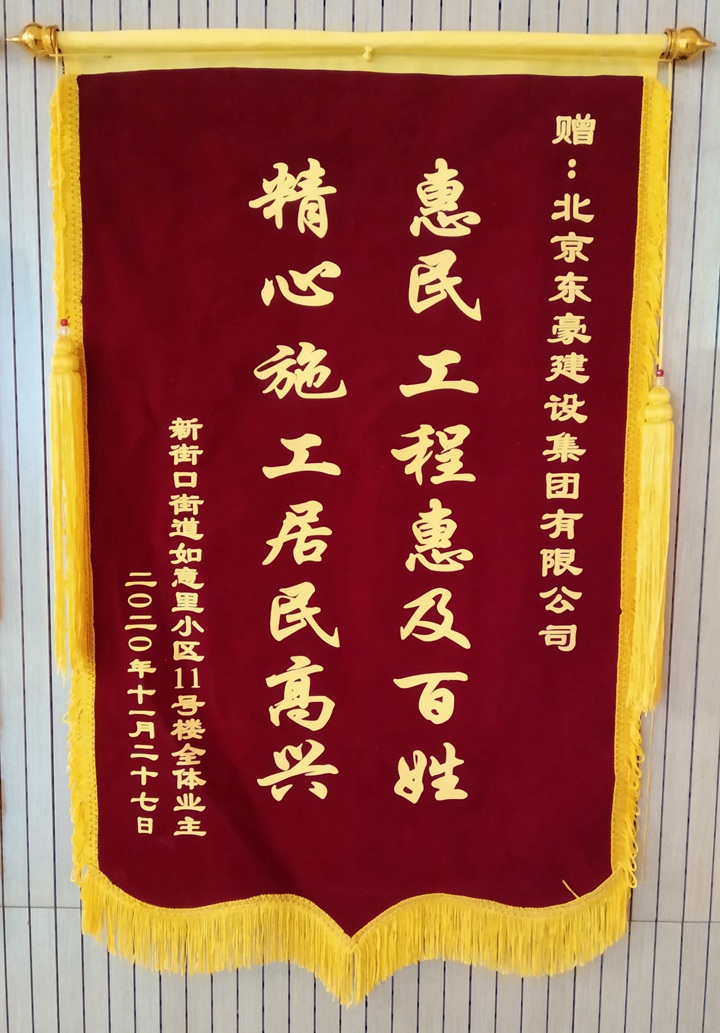 赠：北京东豪建设集团有限公司
惠民工程惠及百姓
精心施工居民高兴
新街口街道如意里小区11号楼全体业主
二〇二〇年十一月二十七日